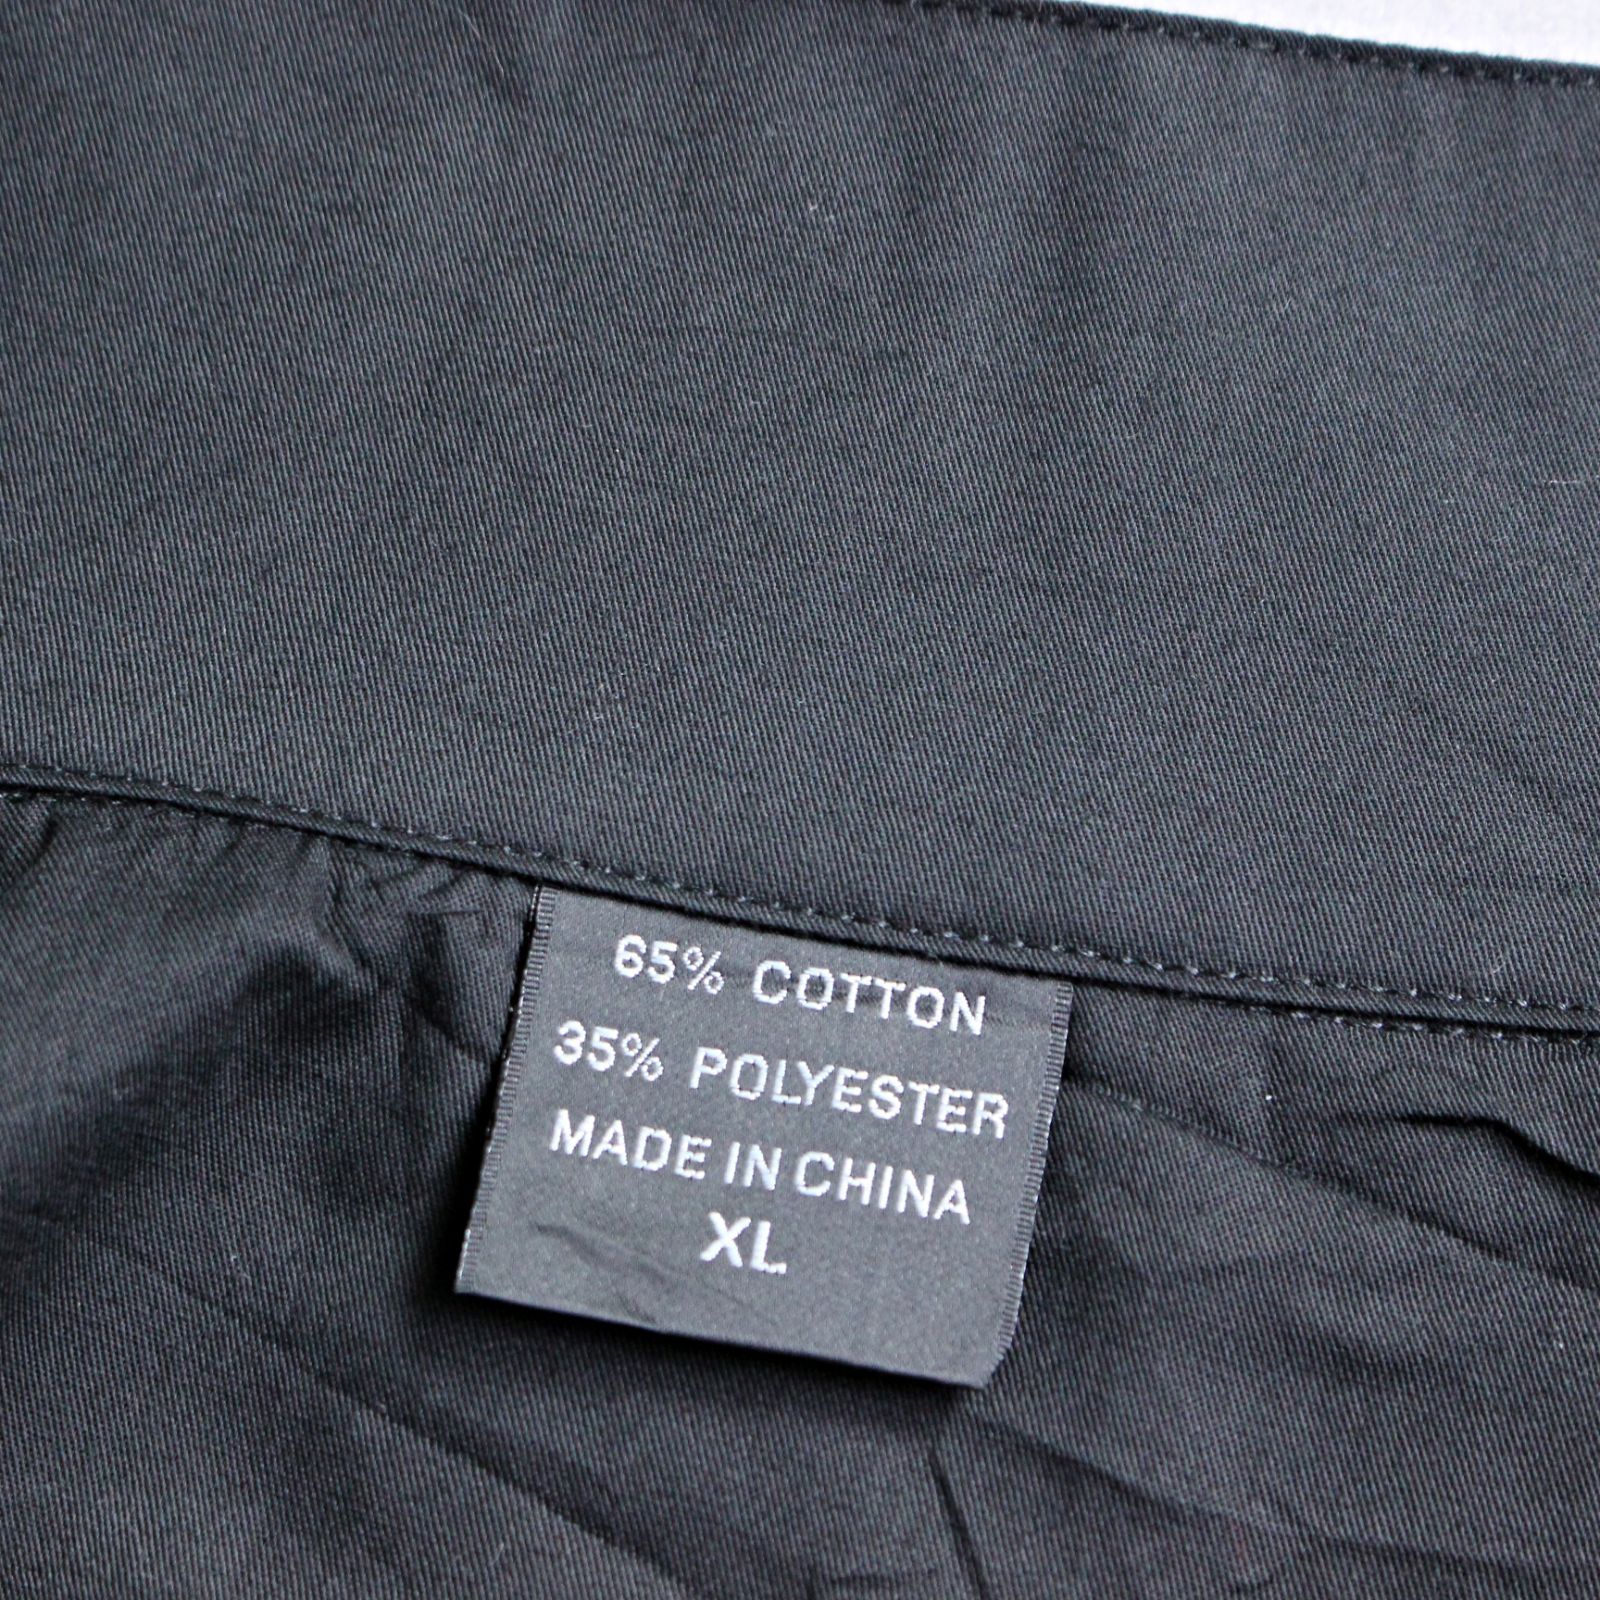 65% COTTON
35% POLYESTER
MADE IN CHINA
XL